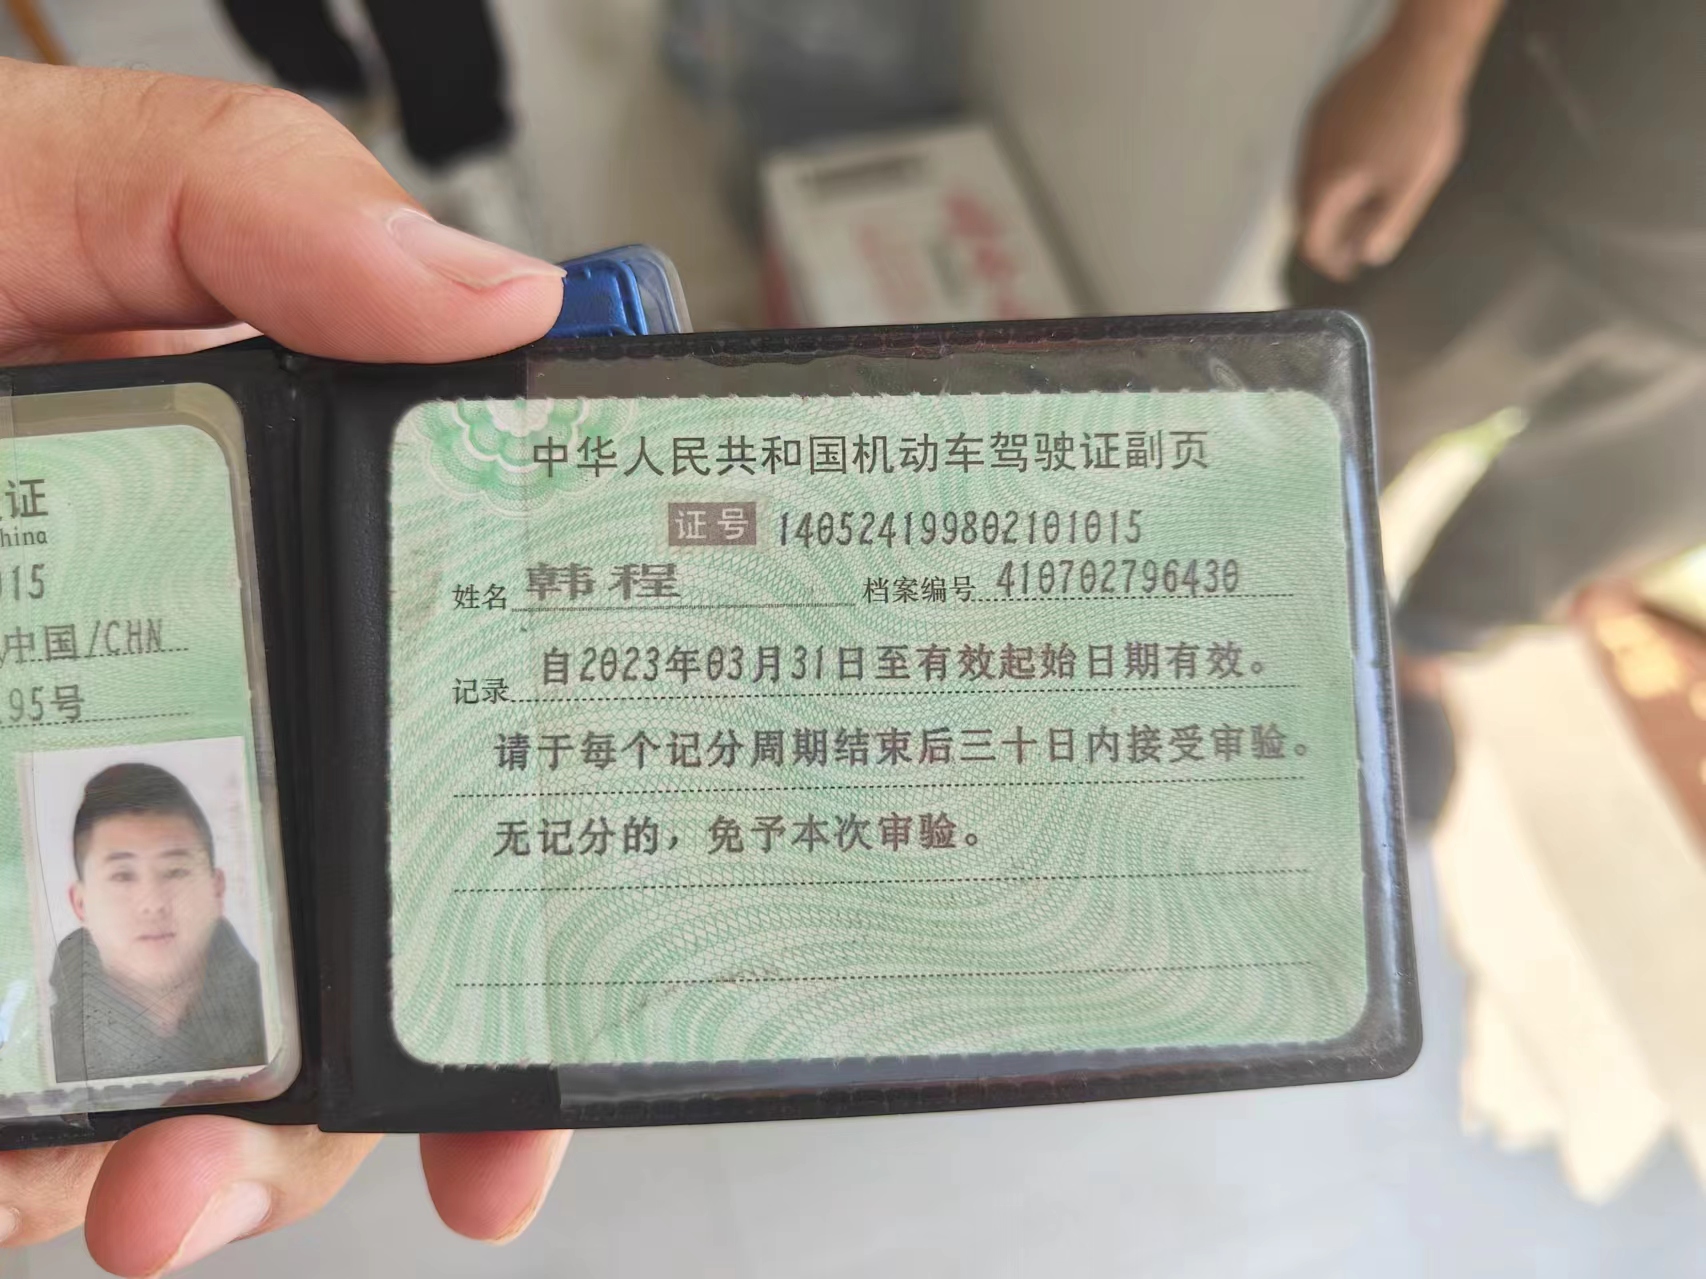 证
hina
015
中国/CHN
95号
中华人民共和国机动车驾驶证副页
证号 140524199802101015
姓名 韩程 档案编号 410702796430
记录 自2023年03月31日至有效起始日期有效。
请于每个记分周期结束后三十日内接受审验。
无记分的，免予本次审验。